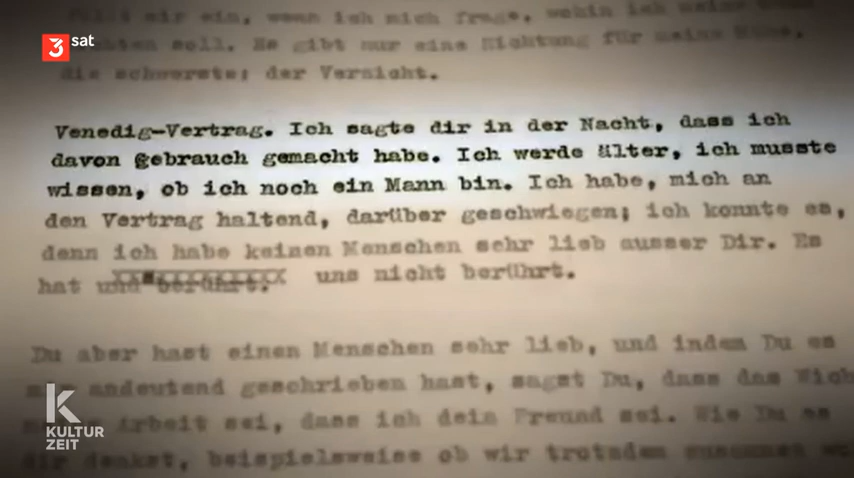 3sat
fällt mir ein, wenn ich mich frage, wohin ich meine
soll. Es gibt nur eine Richtung für meine
die schwerste: der Verzicht.
Venedig-Vertrag. Ich sagte dir in der Nacht, dass ich
davon gebrauch gemacht habe. Ich werde älter, ich musste
wissen, ob ich noch ein Mann bin. Ich habe, mich an
den Vertrag haltend, darüber geschwiegen; ich konnte es,
denn ich habe keinen Menschen sehr lieb ausser Dir. Es
hat und berührt. uns nicht berührt.
Du aber hast einen Menschen sehr lieb, und indem Du es
mir andeutend geschrieben hast, sagst Du, dass das
Arbeit sei, dass ich dein Freund sei. Wie Du es
dir denkst, beispielsweise ob wir trotzdem zusammen
K
KULTUR
ZEIT